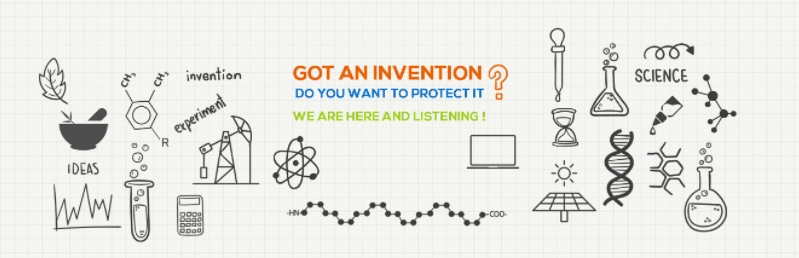 CH₃
CH₃
R
invention
experiment
IDEAS
GOT AN INVENTION ?
DO YOU WANT TO PROTECT IT
WE ARE HERE AND LISTENING !
-HN
-COO-
SCIENCE